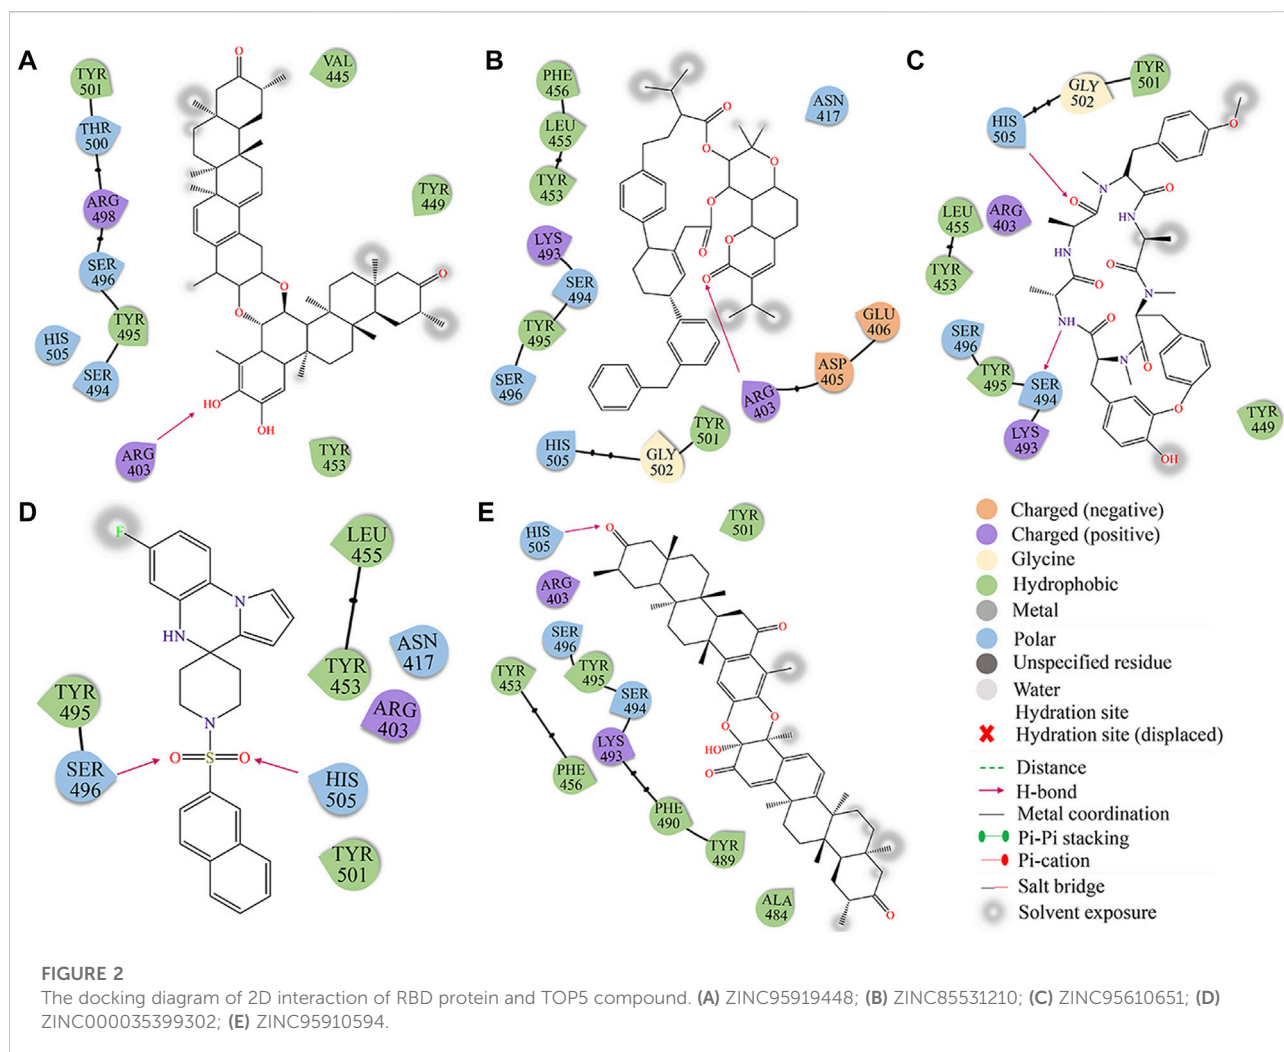 A
TYR
501
THR
500
ARG
498
SER
496
TYR
495
HIS
505
SER
494
ARG
403
VAL
445
TYR
449
TYR
453
O
O
O
O
HO
OH
B
PHE
456
LEU
455
TYR
453
LYS
493
SER
494
TYR
495
SER
496
HIS
505
GLY
502
TYR
501
ARG
403
ASP
405
GLU
406
ASN
417
O
O
O
O
O
O
O
C
HIS
505
GLY
502
TYR
501
LEU
455
ARG
403
TYR
453
SER
496
TYR
495
SER
494
LYS
493
TYR
449
O
N
O
O
HN
HN
O
O
N
NH
O
N
O
O
OH
D
F
N
HN
N
O
S
O
LEU
455
TYR
453
ASN
417
ARG
403
TYR
495
SER
496
HIS
505
TYR
501
E
HIS
505
ARG
403
SER
496
TYR
495
SER
494
TYR
453
LYS
493
PHE
456
PHE
490
TYR
489
ALA
484
TYR
501
O
O
O
O
HO
O
O
Charged (negative)
Charged (positive)
Glycine
Hydrophobic
Metal
Polar
Unspecified residue
Water
Hydration site
Hydration site (displaced)
Distance
H-bond
Metal coordination
Pi-Pi stacking
Pi-cation
Salt bridge
Solvent exposure
FIGURE 2
The docking diagram of 2D interaction of RBD protein and TOP5 compound. (A) ZINC95919448; (B) ZINC85531210; (C) ZINC95610651; (D)
ZINC000035399302; (E) ZINC95910594.